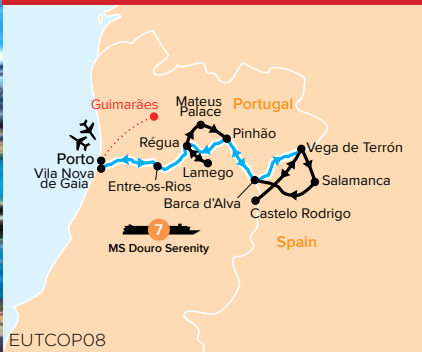 Guimarães
Mateus
Palace
Portugal
Régua
Pinhão
Vega de Terrón
Porto
Vila Nova
de Gaia
Entre-os-Rios
Lamego
Salamanca
Barca d'Alva
Castelo Rodrigo
7
MS Douro Serenity
Spain
EUTCOP08